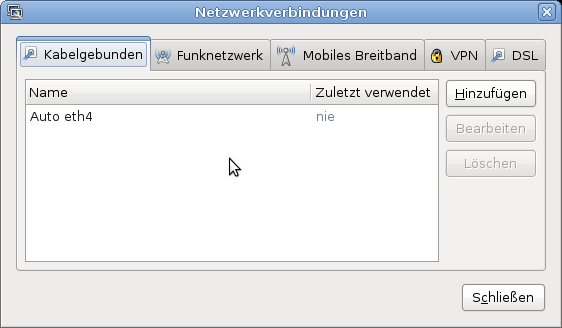 Netzwerkverbindungen
Kabelgebunden Funknetzwerk Mobiles Breitband VPN DSL
Name Zuletzt verwendet Hinzufügen
Auto eth4 nie Bearbeiten
Löschen
Schließen